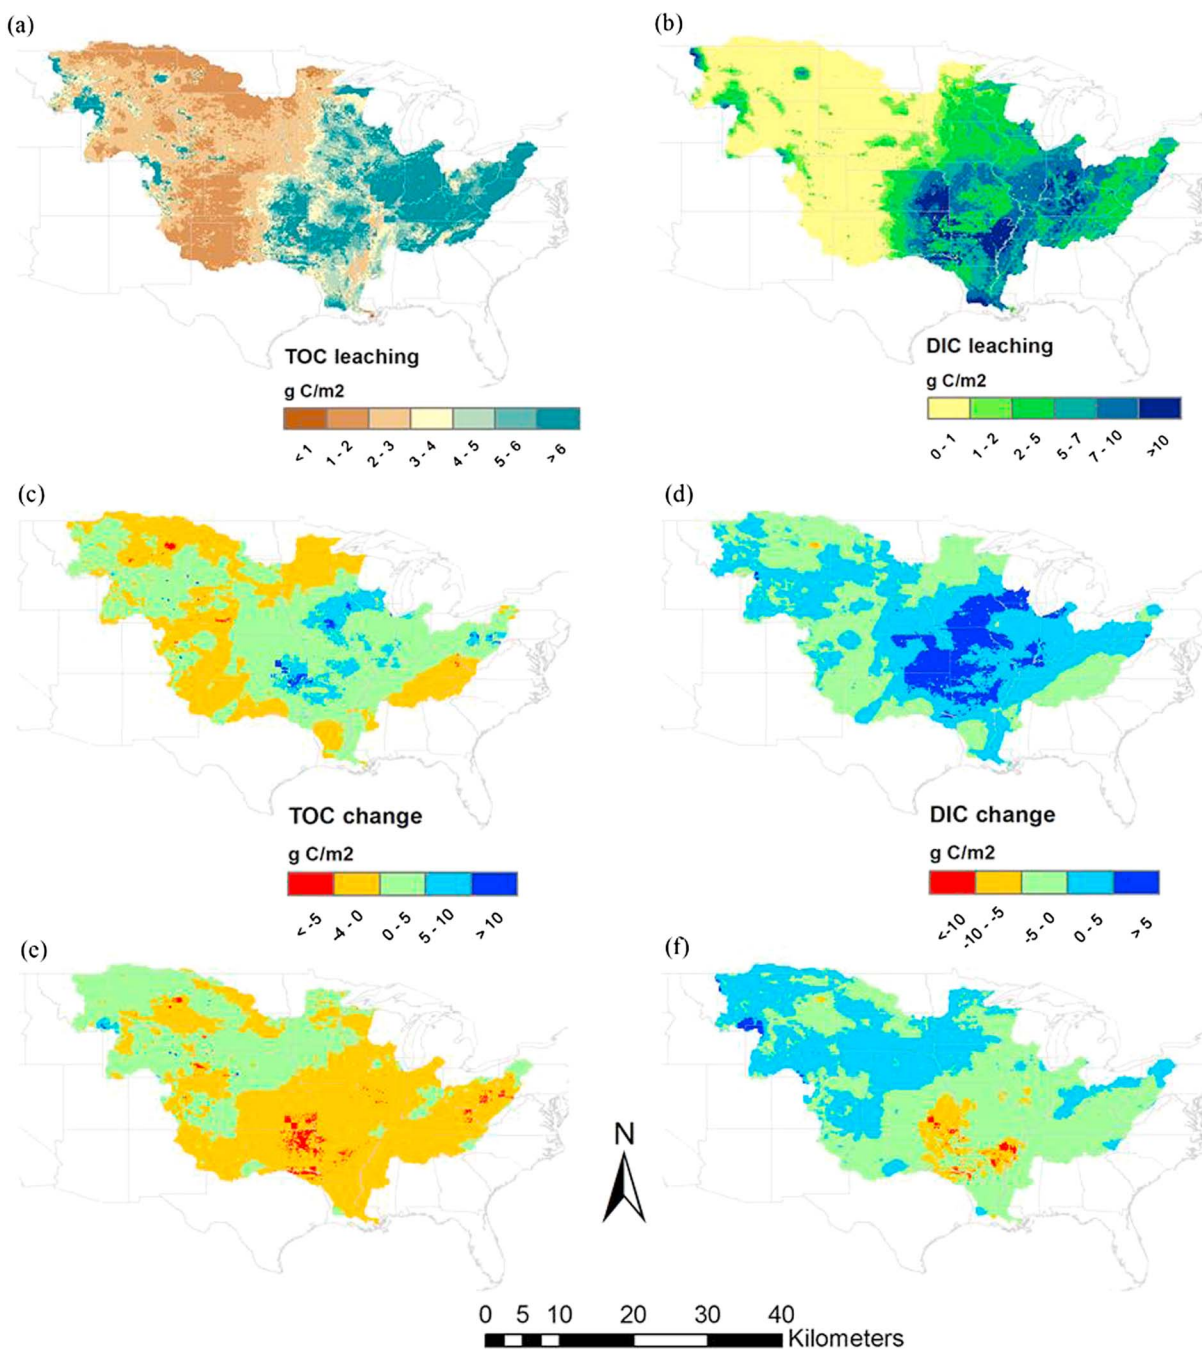 (a)
(b)
TOC leaching
g C/m2
< 1
1 - 2
2 - 3
3 - 4
4 - 5
5 - 6
> 6
DIC leaching
g C/m2
0 - 1
1 - 2
2 - 5
5 - 7
7 - 10
>10
(c)
(d)
TOC change
g C/m2
< -5
-4 - 0
0 - 5
5 - 10
> 10
DIC change
g C/m2
<-10
-10 - -5
-5 - 0
0 - 5
> 5
(e)
(f)
N
0 5 10 20 30 40
Kilometers